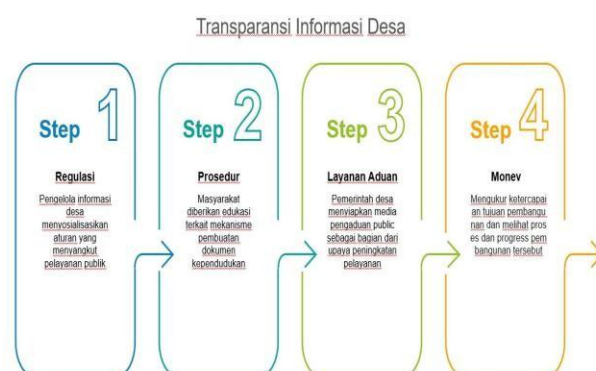 Transparansi Informasi Desa
Step 1
Regulasi
Pengelola informasi
desa
menyosialisasikan
aturan yang
menyangkut
pelayanan publik
Step 2
Prosedur
Masyarakat
diberikan edukasi
terkait mekanisme
pembuatan
dokumen
kependudukan
Step 3
Layanan Aduan
Pemerintah desa
menyiapkan media
pengaduan public
sebagai bagian dari
upaya peningkatan
pelayanan
Step 4
Monev
Mengukur ketercapai
an tujuan pembangu
nan dan melihat pros
es dan progress pem
bangunan tersebut